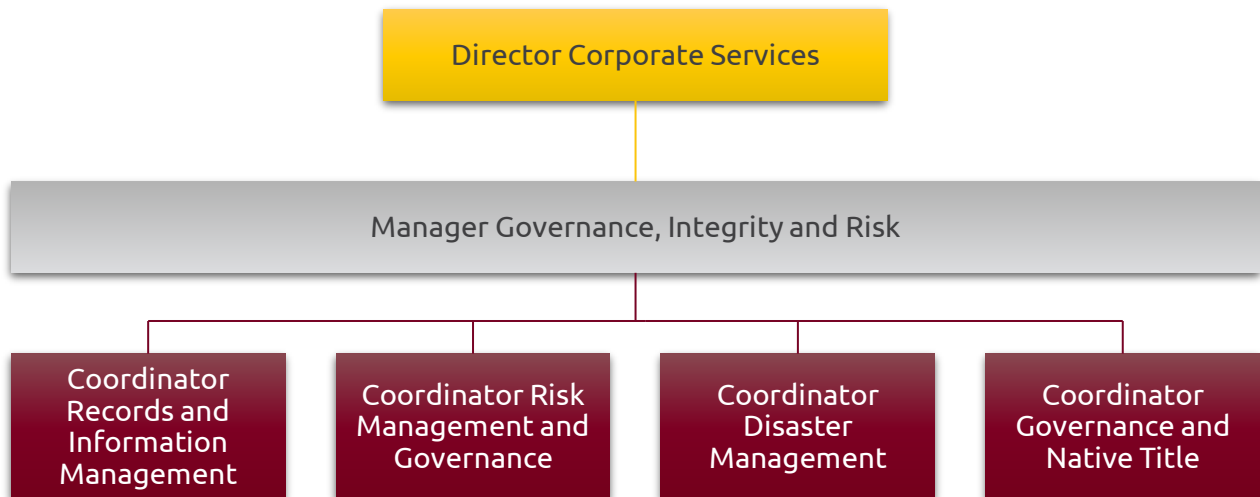 Director Corporate Services
Manager Governance, Integrity and Risk
Coordinator
Records and
Information
Management
Coordinator Risk
Management and
Governance
Coordinator
Disaster
Management
Coordinator
Governance and
Native Title